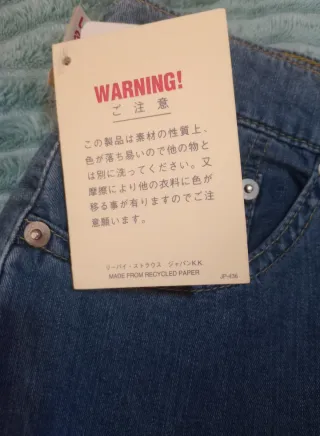 WARNING!
ご注意
この製品は素材の性質上、
色が落ち易いので他の物と
は別に洗ってください。又
摩擦により他の衣料に色が
移る事が有りますのでご注
意願います。
リーバイ・ストラウス ジャパンK.K.
MADE FROM RECYCLED PAPER
JP-436